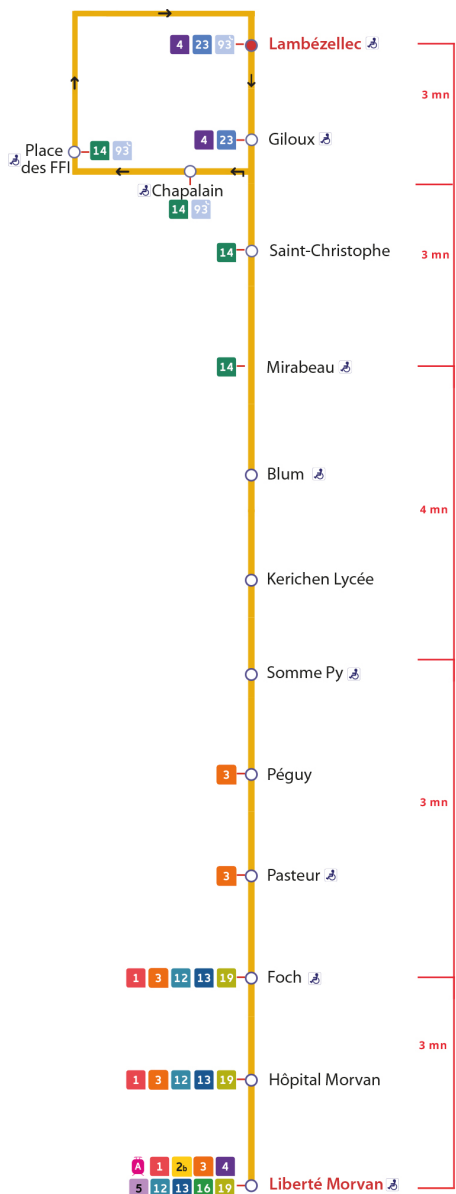 4 23 93 Lambézellec
3 mn
4 23 Giloux
Place
des FFI
14 93
Chapalain
14 93
14 Saint-Christophe
3 mn
14 Mirabeau
Blum
4 mn
Kerichen Lycée
Somme Py
3 Péguy
3 mn
3 Pasteur
1 3 12 13 19 Foch
3 mn
1 3 12 13 19 Hôpital Morvan
A 1 2b 3 4
5 12 13 16 19 Liberté Morvan